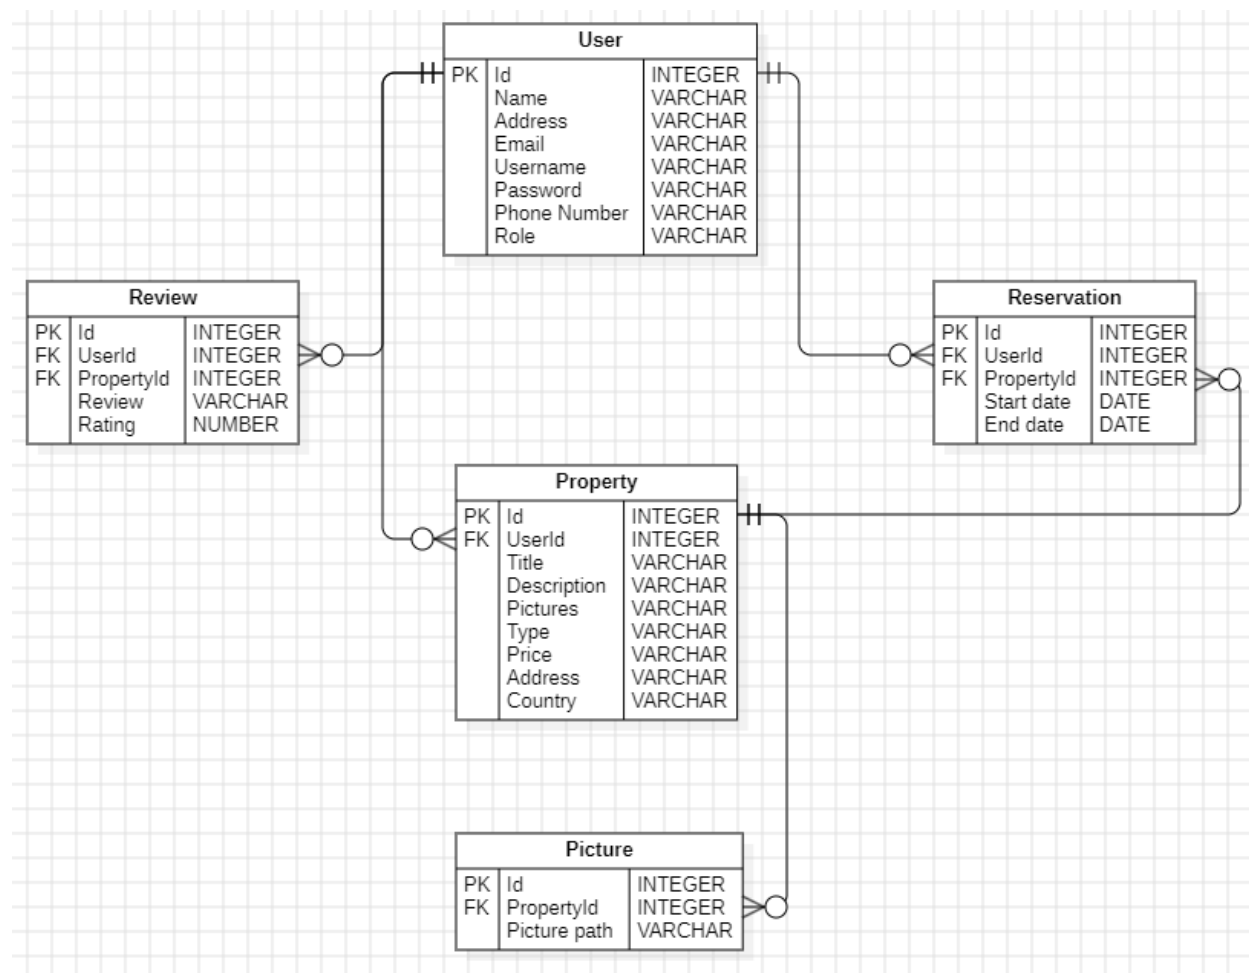 User
PK Id INTEGER
Name VARCHAR
Address VARCHAR
Email VARCHAR
Username VARCHAR
Password VARCHAR
Phone Number VARCHAR
Role VARCHAR
Review
PK Id INTEGER
FK UserId INTEGER
FK PropertyId INTEGER
Review VARCHAR
Rating NUMBER
Reservation
PK Id INTEGER
FK UserId INTEGER
FK PropertyId INTEGER
Start date DATE
End date DATE
Property
PK Id INTEGER
FK UserId INTEGER
Title VARCHAR
Description VARCHAR
Pictures VARCHAR
Type VARCHAR
Price VARCHAR
Address VARCHAR
Country VARCHAR
Picture
PK Id INTEGER
FK PropertyId INTEGER
Picture path VARCHAR